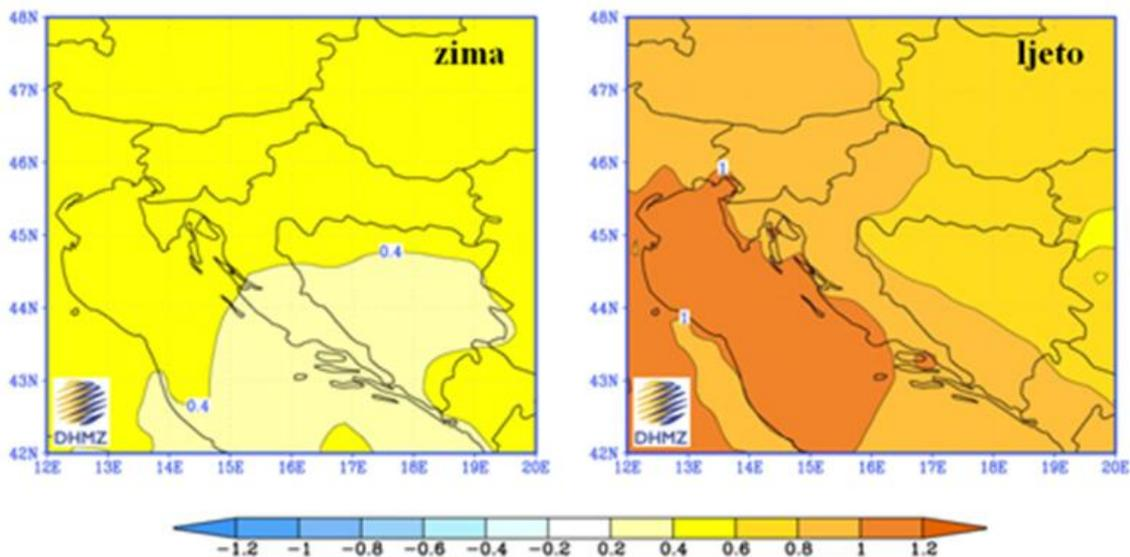 48N
zima
47N
46N
45N
0.4
44N
43N
0.4
DHMZ
42N
12E 13E 14E 15E 16E 17E 18E 19E 20E
48N
ljeto
47N
46N
1
45N
44N
1
43N
DHMZ
42N
12E 13E 14E 15E 16E 17E 18E 19E 20E
-1.2 -1 -0.8 -0.6 -0.4 -0.2 0.2 0.4 0.6 0.8 1 1.2